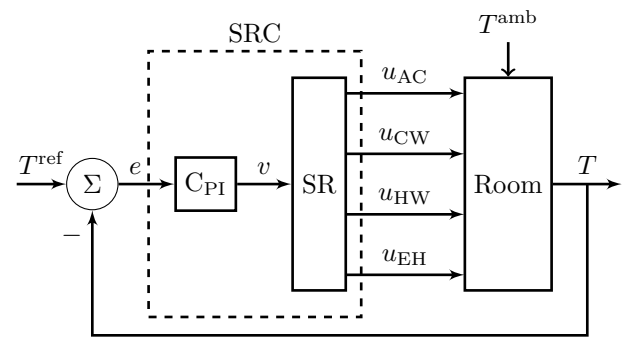 SRC
T^amb
u_AC
T^ref
Σ
e
C_PI
v
SR
u_CW
Room
T
u_HW
−
u_EH